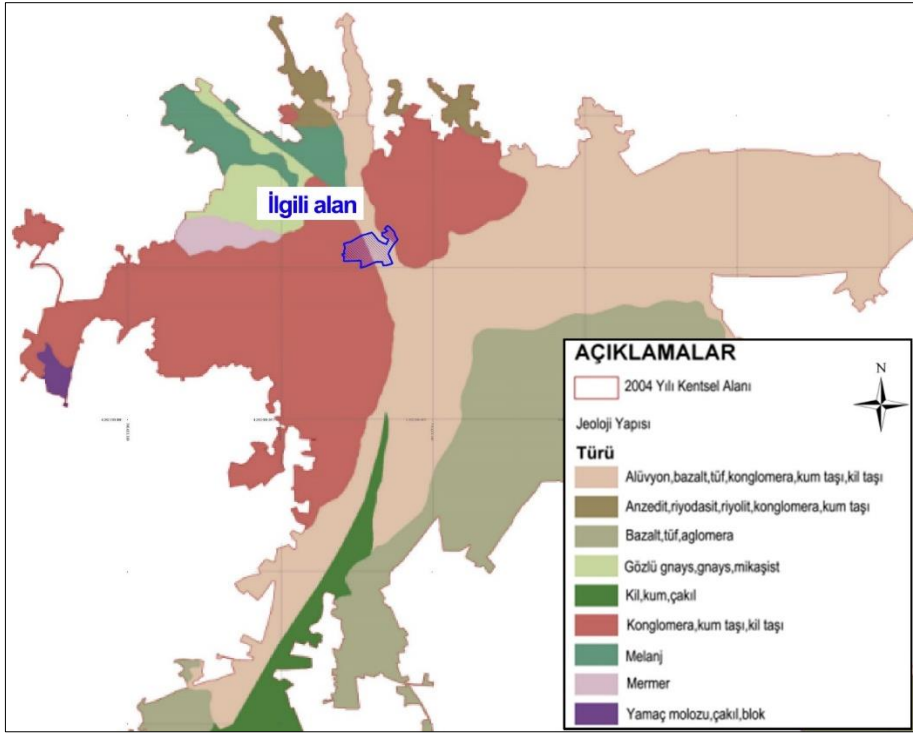 İlgili alan
AÇIKLAMALAR
N
2004 Yılı Kentsel Alanı
Jeoloji Yapısı
Türü
Alüvyon,bazalt,tüf,konglomera,kum taşı,kil taşı
Anzedit,riyodasit,riyolit,konglomera,kum taşı
Bazalt,tüf,aglomera
Gözlü gnays,gnays,mikaşist
Kil,kum,çakıl
Konglomera,kum taşı,kil taşı
Melanj
Mermer
Yamaç molozu,çakıl,blok